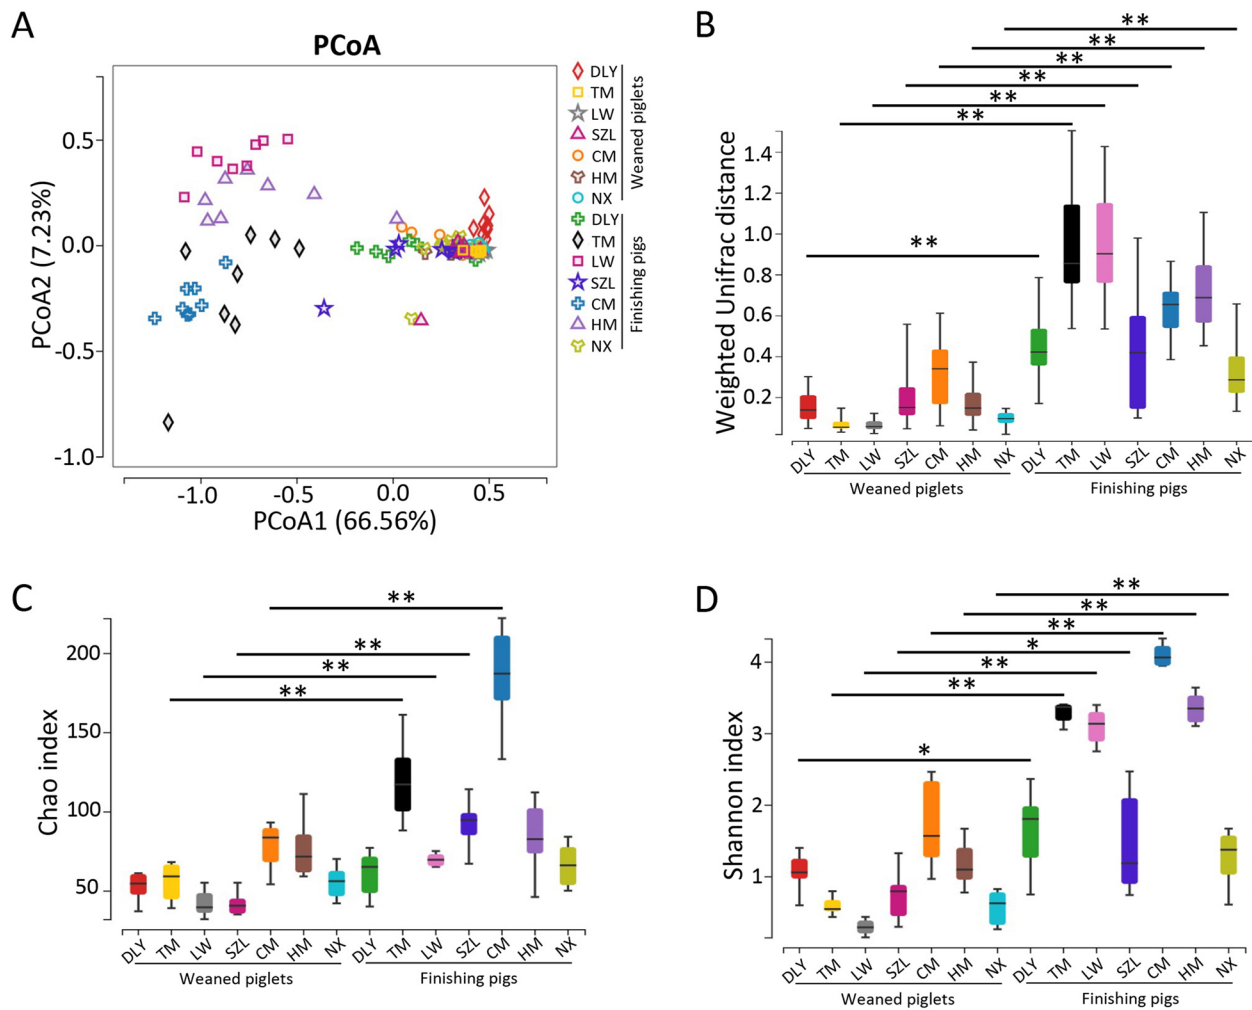 A
PCoA
PCoA2 (7.23%)
0.5
0.0
-0.5
-1.0
-1.0
-0.5
0.0
0.5
PCoA1 (66.56%)
DLY
TM
LW
SZL
CM
HM
NX
Weaned piglets
DLY
TM
LW
SZL
CM
HM
NX
Finishing pigs
B
**
**
**
**
**
**
**
Weighted Unifrac distance
1.4
1.2
1.0
0.8
0.6
0.4
0.2
DLY TM LW SZL CM HM NX DLY TM LW SZL CM HM NX
Weaned piglets Finishing pigs
C
**
**
**
**
Chao index
200
150
100
50
DLY TM LW SZL CM HM NX DLY TM LW SZL CM HM NX
Weaned piglets Finishing pigs
D
**
**
**
*
**
**
*
Shannon index
4
3
2
1
DLY TM LW SZL CM HM NX DLY TM LW SZL CM HM NX
Weaned piglets Finishing pigs